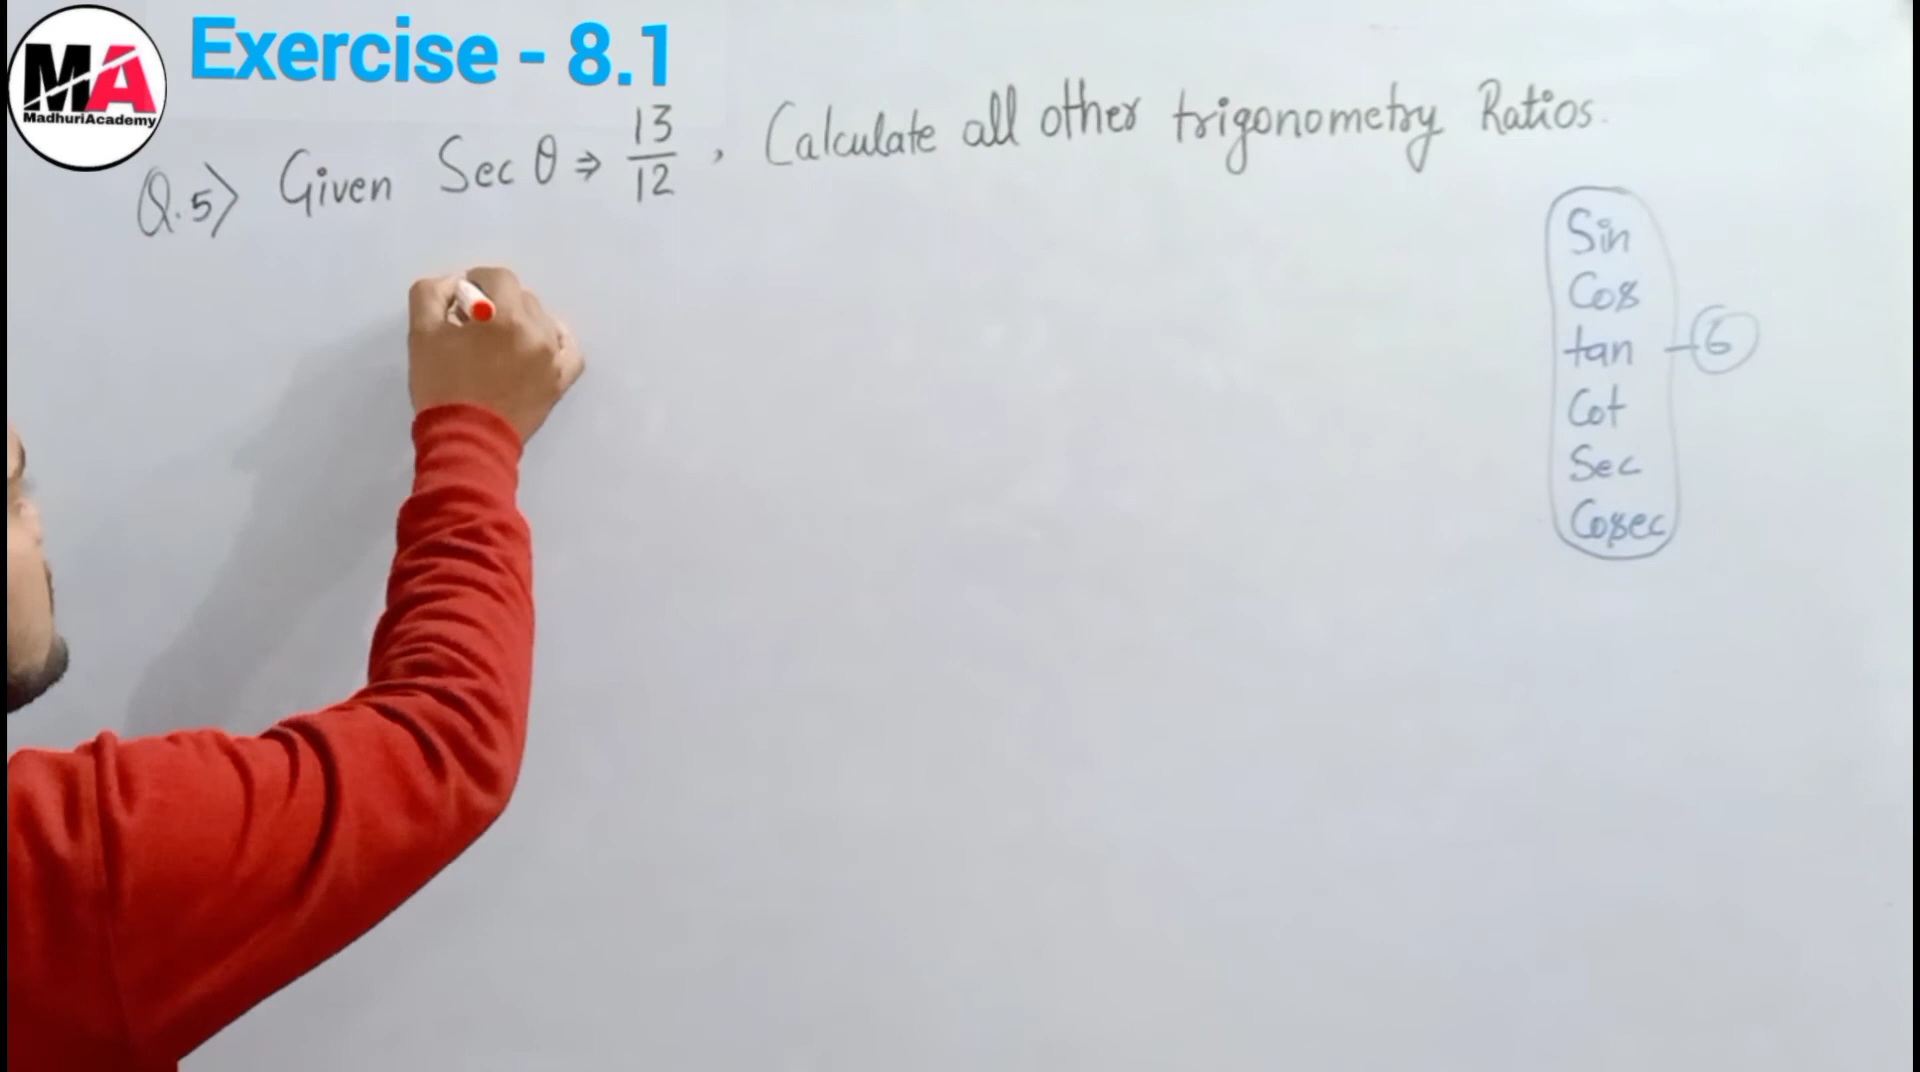 MA
MadhuriAcademy
Exercise - 8.1
Q.5> Given Sec θ ⇒ 13/12, Calculate all other trigonometry Ratios.
Sin
Cos
tan - 6
Cot
Sec
Cosec